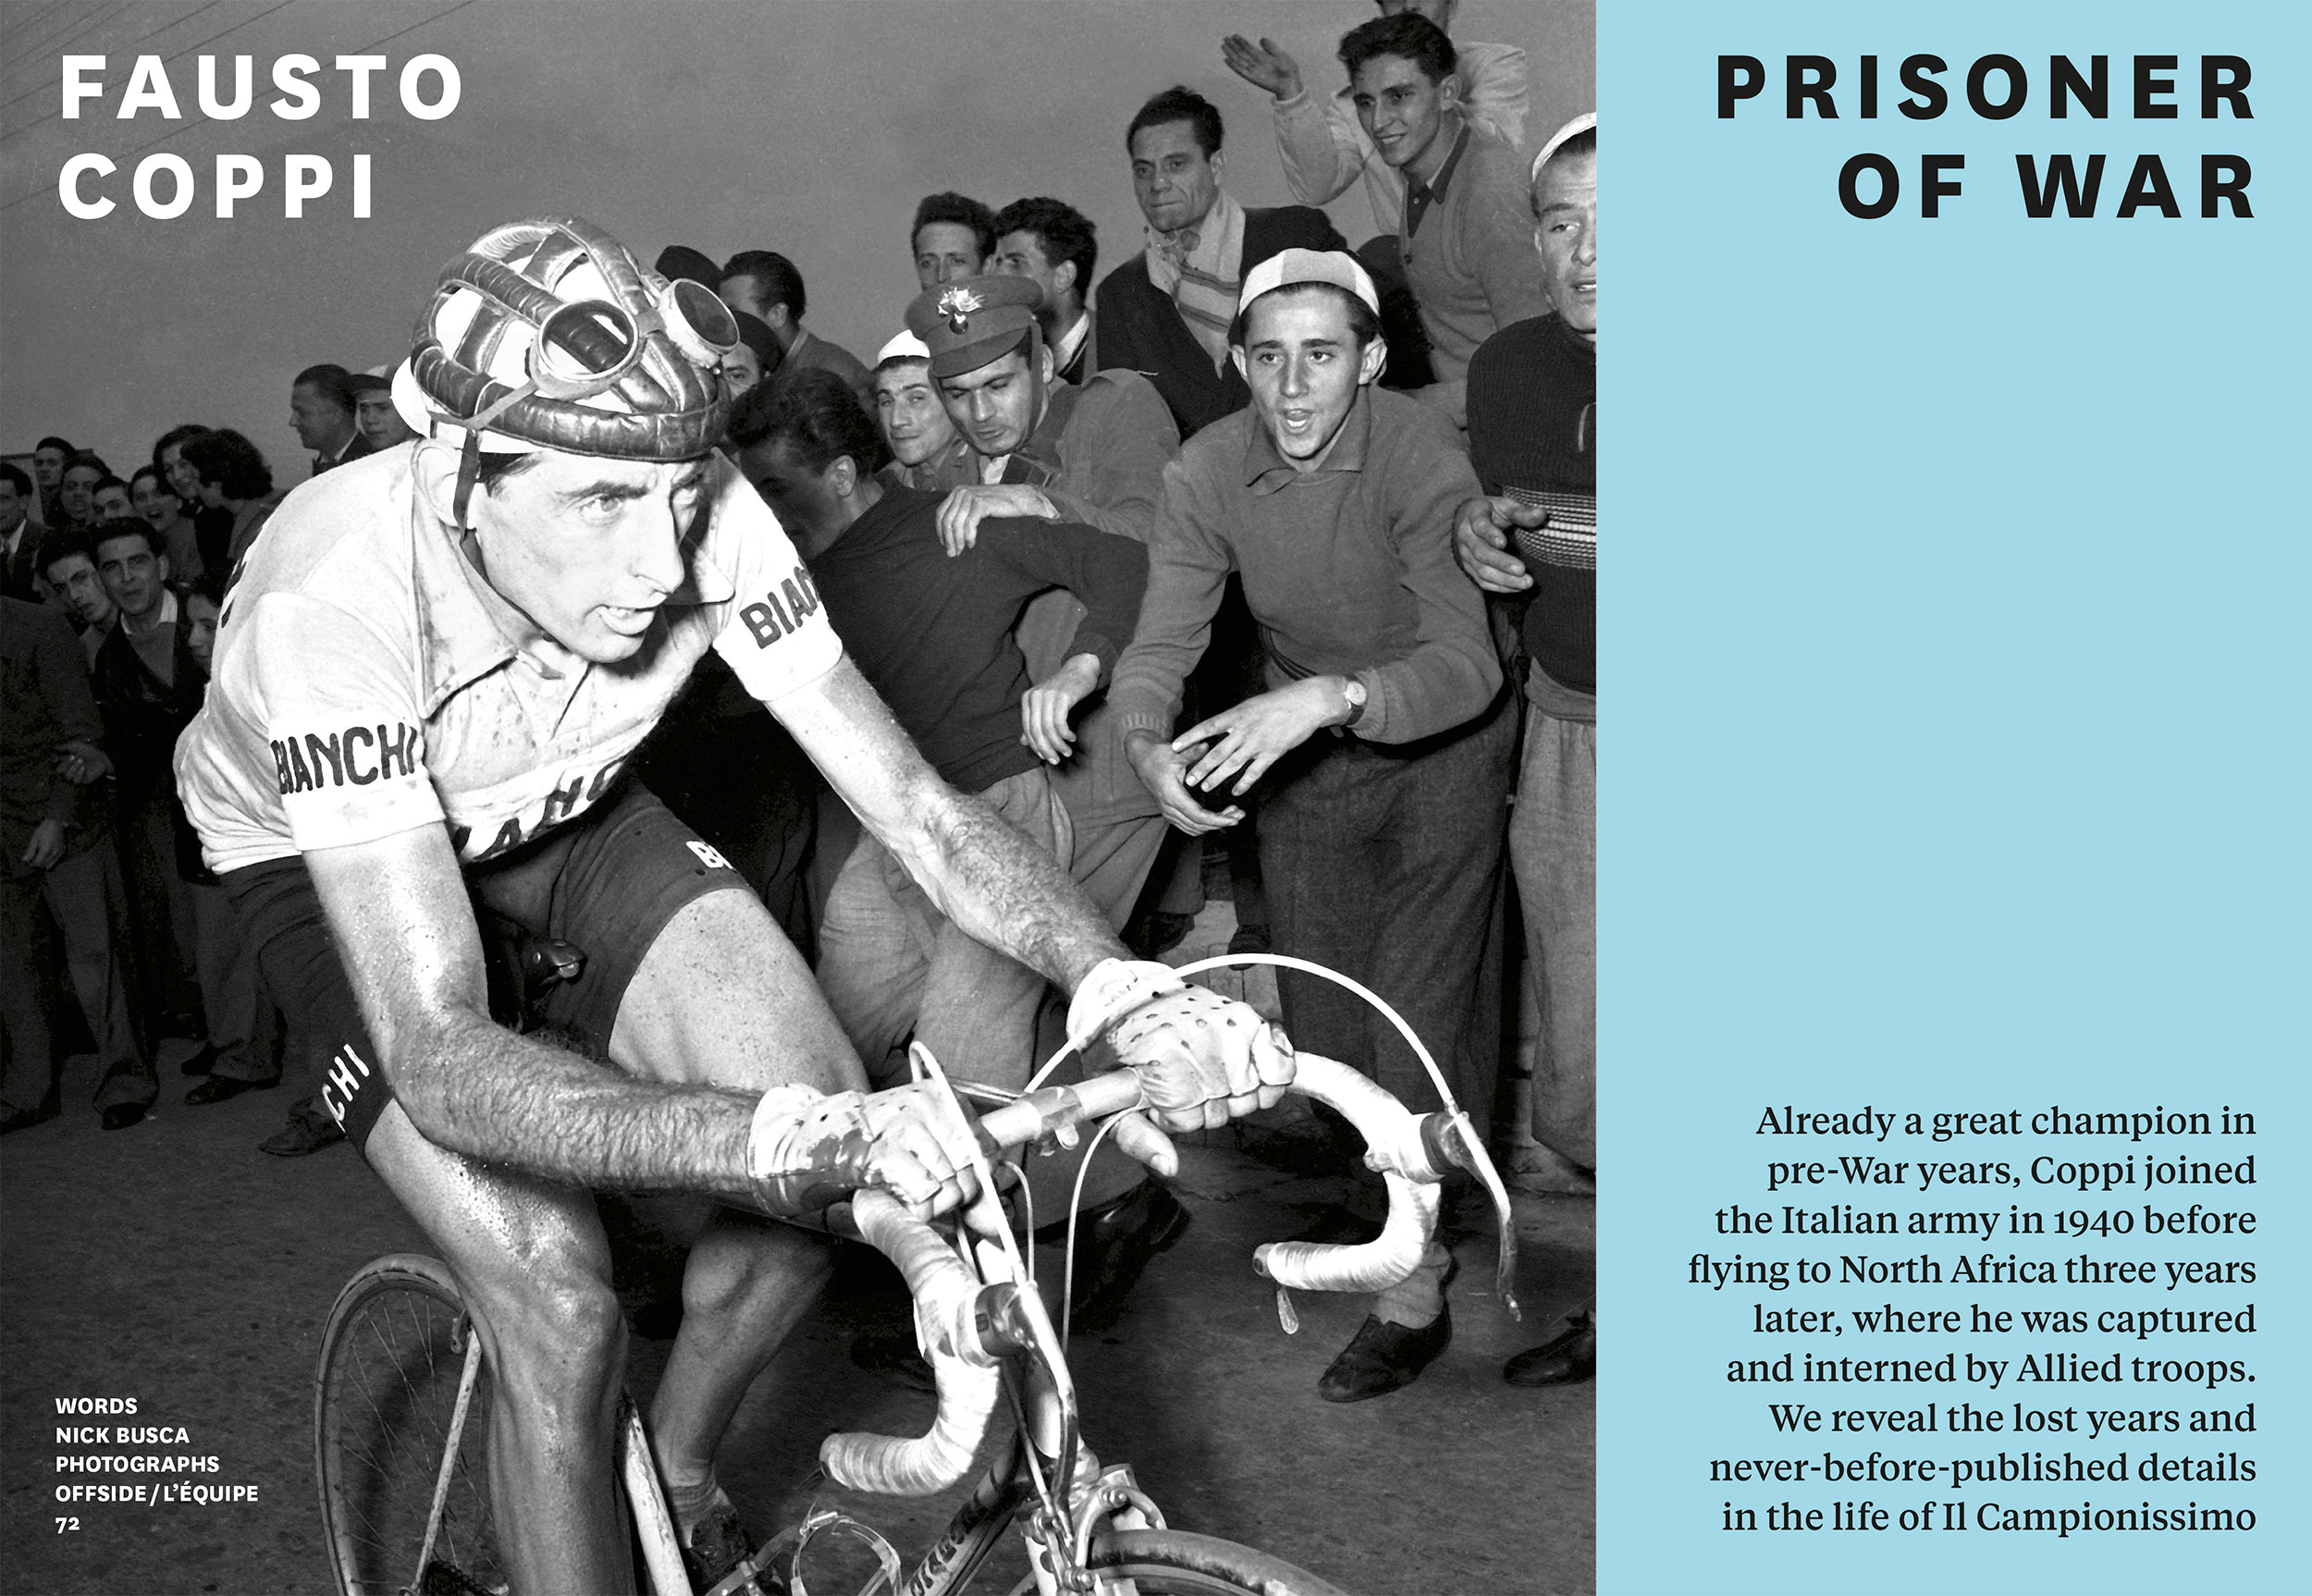 FAUSTO
COPPI
PRISONER
OF WAR
BIANCHI
BIANC
CHI
Already a great champion in
pre-War years, Coppi joined
the Italian army in 1940 before
flying to North Africa three years
later, where he was captured
and interned by Allied troops.
We reveal the lost years and
never-before-published details
in the life of Il Campionissimo
WORDS
NICK BUSCA
PHOTOGRAPHS
OFFSIDE / L’ÉQUIPE
72